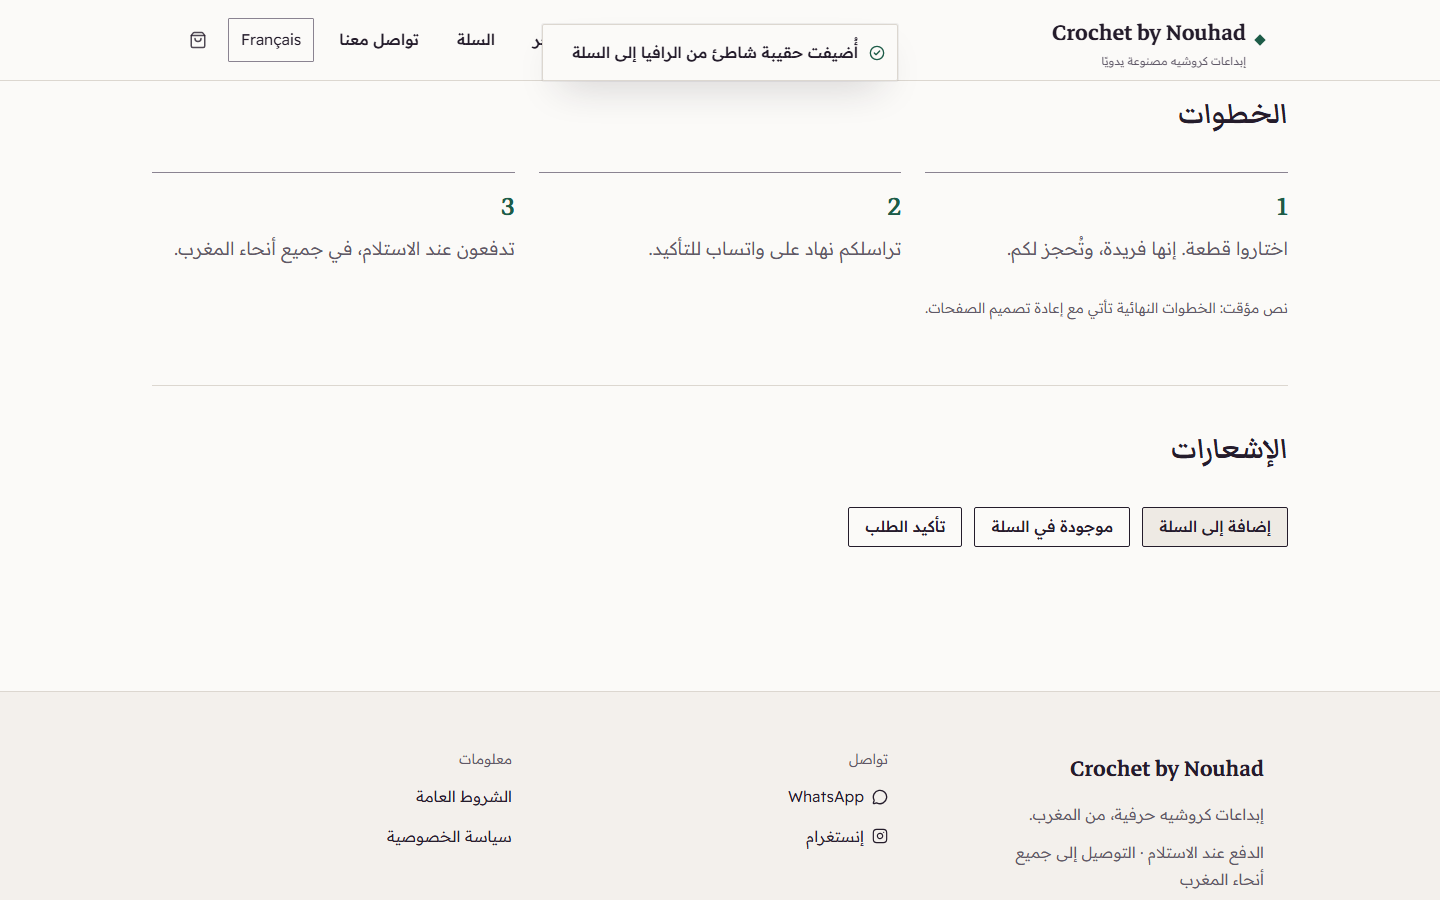 Crochet by Nouhad
إبداعات كروشيه مصنوعة يدويًا
السلة
تواصل معنا
Français
أُضيفت حقيبة شاطئ من الرافيا إلى السلة
الخطوات
1
اختاروا قطعة. إنها فريدة، وتُحجز لكم.
2
تراسلكم نهاد على واتساب للتأكيد.
3
تدفعون عند الاستلام، في جميع أنحاء المغرب.
نص مؤقت: الخطوات النهائية تأتي مع إعادة تصميم الصفحات.
الإشعارات
إضافة إلى السلة
موجودة في السلة
تأكيد الطلب
Crochet by Nouhad
إبداعات كروشيه حرفية، من المغرب.
الدفع عند الاستلام · التوصيل إلى جميع
أنحاء المغرب
تواصل
WhatsApp
إنستغرام
معلومات
الشروط العامة
سياسة الخصوصية